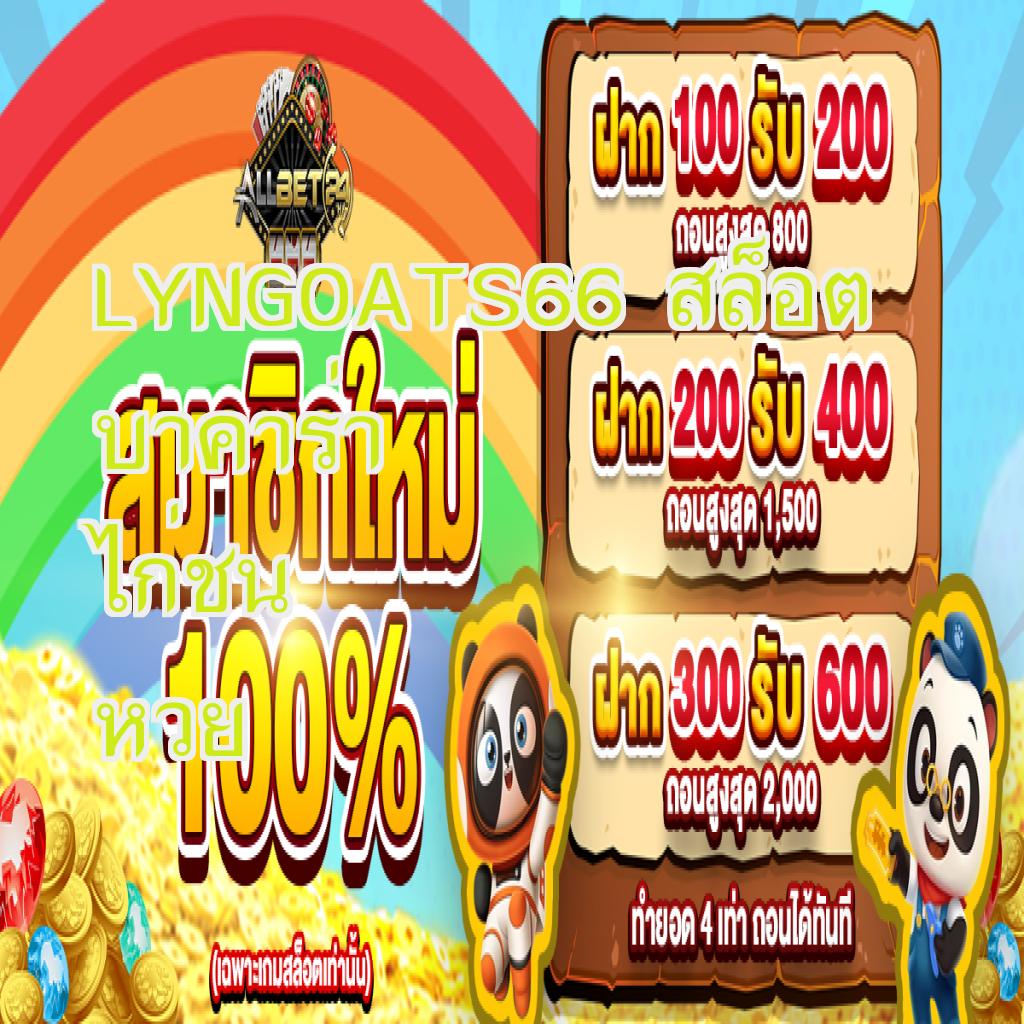 ALLBET24
LYNGOATS66 สล็อต
บาคาร่า
ไก่ชน
หวย
สมาชิกใหม่
100%
(เฉพาะเกมสล็อตเท่านั้น)
ฝาก 100 รับ 200
ถอนสูงสุด 800
ฝาก 200 รับ 400
ถอนสูงสุด 1,500
ฝาก 300 รับ 600
ถอนสูงสุด 2,000
ทำยอด 4 เท่า ถอนได้ทันที